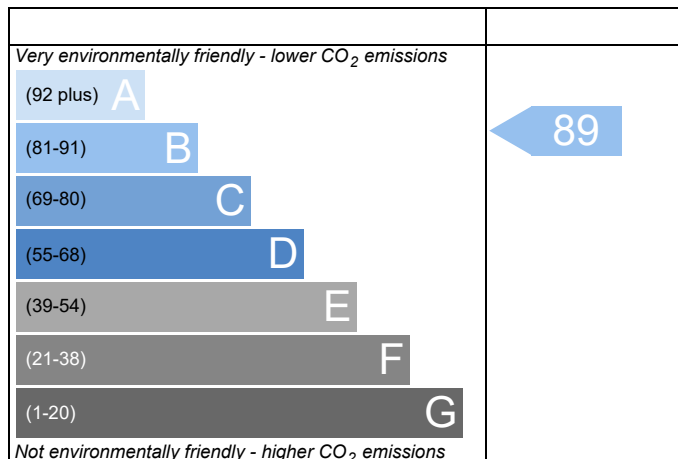 Very environmentally friendly - lower CO2 emissions
(92 plus) A
(81-91) B
89
(69-80) C
(55-68) D
(39-54) E
(21-38) F
(1-20) G
Not environmentally friendly - higher CO2 emissions